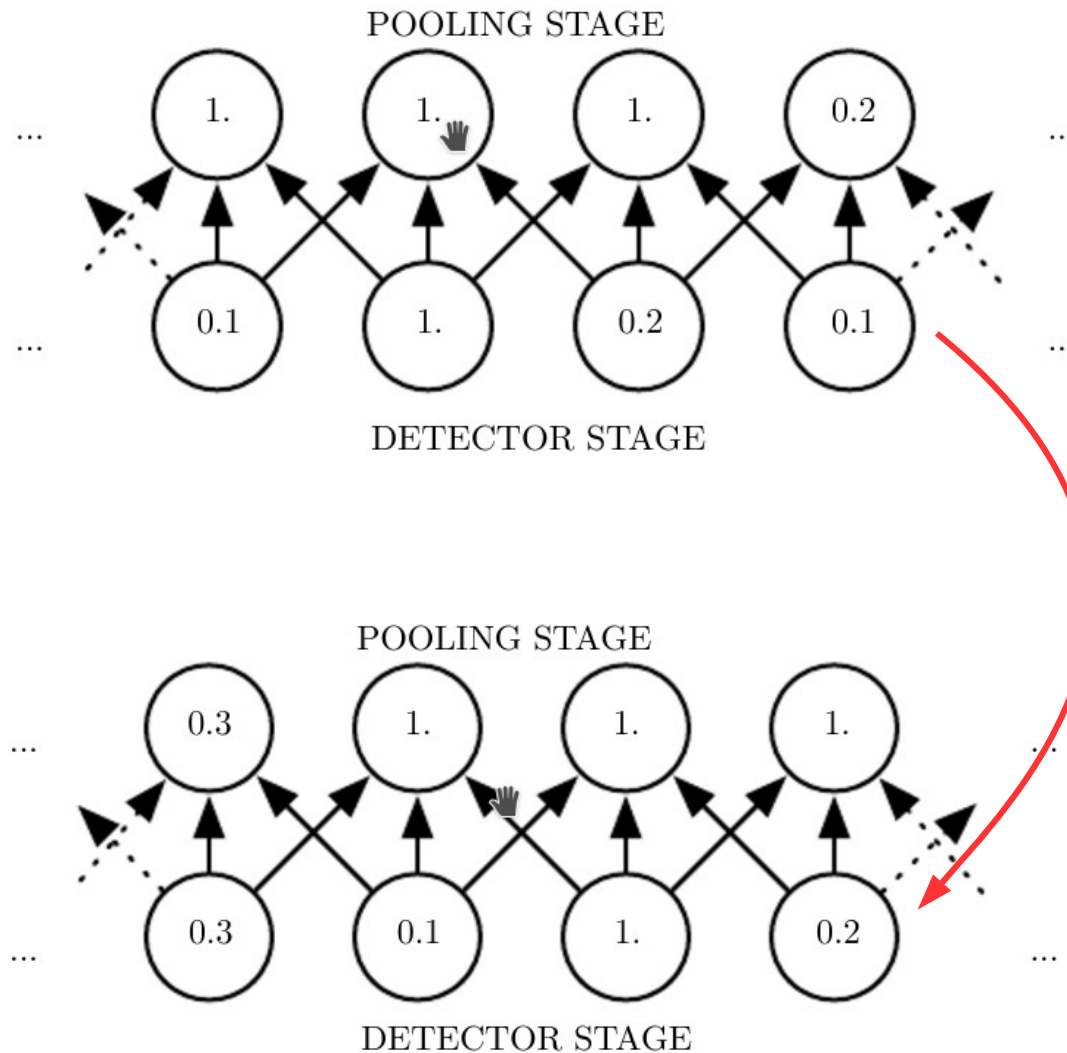 POOLING STAGE
... 1. 1. 1. 0.2 ..
... 0.1 1. 0.2 0.1 ..
DETECTOR STAGE
POOLING STAGE
... 0.3 1. 1. 1. ...
... 0.3 0.1 1. 0.2 ...
DETECTOR STAGE